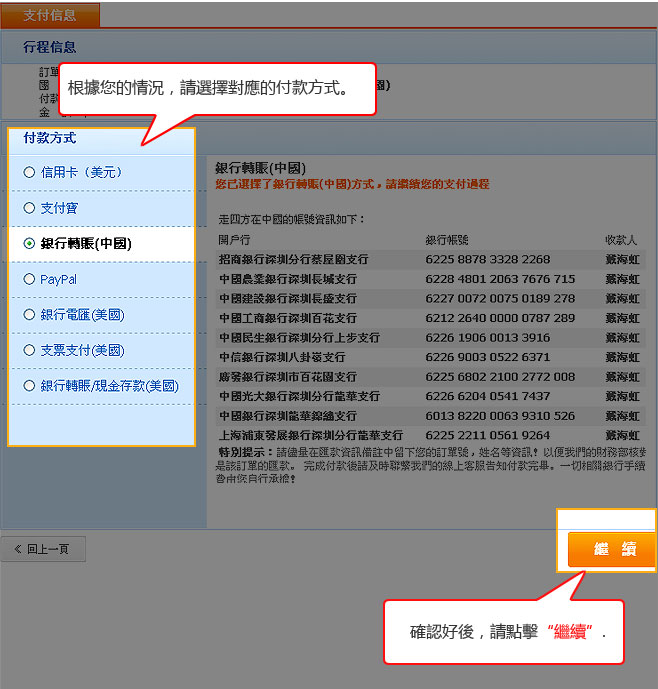 支付信息
行程信息
訂單
國
付款
金
根據您的情況，請選擇對應的付款方式。
付款方式
信用卡（美元）
支付寶
銀行轉賬(中國)
PayPal
銀行電匯(美國)
支票支付(美國)
銀行轉賬/現金存款(美國)
銀行轉賬(中國)
您已選擇了銀行轉賬(中國)方式，請繼續您的支付過程
走四方在中國的帳號資訊如下：
開戶行 銀行帳號 收款人
招商銀行深圳分行蔡屋圍支行 6225 8878 3328 2268 聶海虹
中國農業銀行深圳長城支行 6228 4801 2063 7676 715 聶海虹
中國建設銀行深圳長盛支行 6227 0072 0075 0189 278 聶海虹
中國工商銀行深圳百花支行 6212 2640 0000 0787 289 聶海虹
中國民生銀行深圳分行上步支行 6226 1906 0013 3916 聶海虹
中信銀行深圳八卦嶺支行 6226 9003 0522 6371 聶海虹
廣發銀行深圳市百花園支行 6225 6802 2100 2772 008 聶海虹
中國光大銀行深圳分行龍華支行 6226 6204 0541 7437 聶海虹
中國銀行深圳龍華錦繡支行 6013 8220 0063 9310 526 聶海虹
上海浦東發展銀行深圳分行龍華支行 6225 2211 0561 9264 聶海虹
特別提示：請儘量在匯款資訊備註中留下您的訂單號，姓名等資訊！以便我們的財務部核實
是該訂單的匯款。 完成付款後請及時聯繫我們的線上客服告知付款完畢。一切相關銀行手續
費由您自行承擔！
《 回上一頁
繼 續
確認好後，請點擊“繼續”.